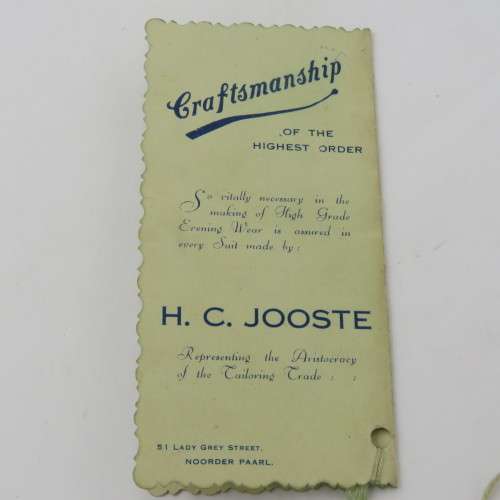 Craftsmanship
OF THE
HIGHEST ORDER
So vitally necessary in the
making of High Grade
Evening Wear is assured in
every Suit made by:
H. C. JOOSTE
Representing the Aristocracy
of the Tailoring Trade : :
51 LADY GREY STREET,
NOORDER PAARL.